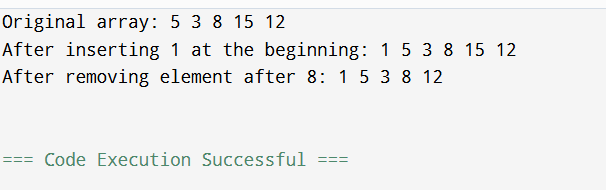 Original array: 5 3 8 15 12
After inserting 1 at the beginning: 1 5 3 8 15 12
After removing element after 8: 1 5 3 8 12
=== Code Execution Successful ===